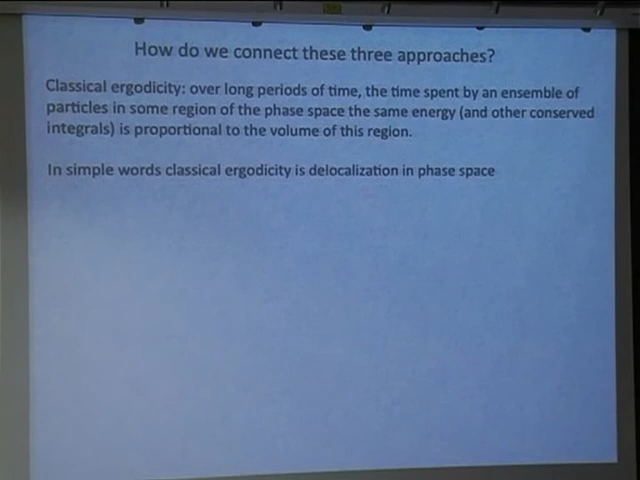 How do we connect these three approaches?
Classical ergodicity: over long periods of time, the time spent by an ensemble of
particles in some region of the phase space the same energy (and other conserved
integrals) is proportional to the volume of this region.
In simple words classical ergodicity is delocalization in phase space